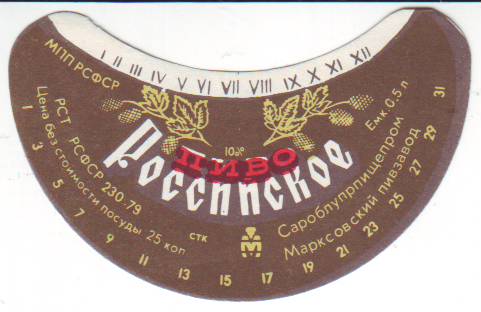 I II III IV V VI VII VIII IX X XI XII
МПП РСФСР
Емк. 0.5 л
10%
ПИВО
Российское
РСТ РСФСР 230-79
Цена без стоимости посуды 25 коп
СТК
Сароблупрпищепром
Марксовский пивзавод
1 3 5 7 9 11 13 15 17 19 21 23 25 27 29 31